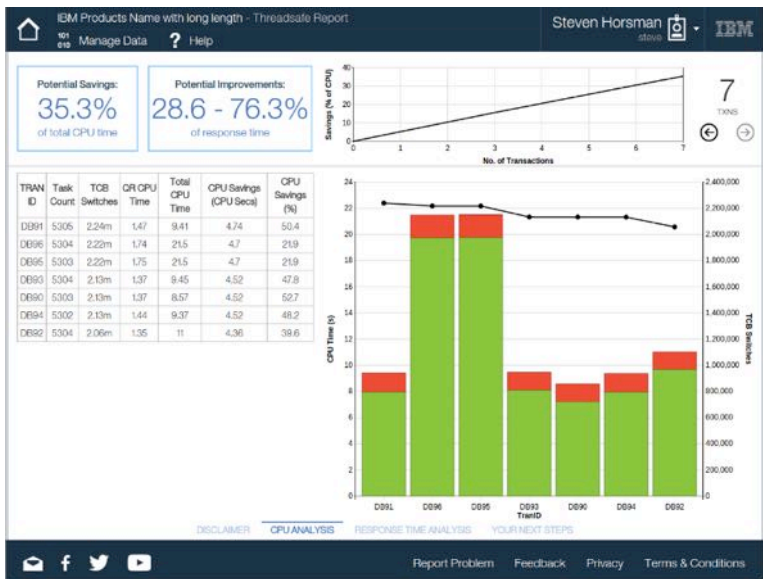 IBM Products Name with long length - Threadsafe Report
101
010
Manage Data
? Help
Steven Horsman
steve
IBM
Potential Savings:
35.3%
of total CPU time
Potential Improvements:
28.6 - 76.3%
of response time
Savings (% of CPU)
40
30
20
10
0
0 1 2 3 4 5 6 7
No. of Transactions
7
TXNS
TRAN ID Task Count TCB Switches QR CPU Time Total CPU Time CPU Savings (CPU Secs) CPU Savings (%)
DB91 5305 2.24m 1.47 9.41 4.74 50.4
DB96 5304 2.22m 1.74 21.5 4.7 21.9
DB95 5303 2.22m 1.75 21.5 4.7 21.9
DB93 5304 2.13m 1.37 9.45 4.52 47.8
DB90 5303 2.13m 1.37 8.57 4.52 52.7
DB94 5302 2.13m 1.44 9.37 4.52 48.2
DB92 5304 2.06m 1.35 11 4.36 39.6
CPU Time (s)
24
22
20
18
16
14
12
10
8
6
4
2
0
2,400,000
2,200,000
2,000,000
1,800,000
1,600,000
1,400,000
1,200,000
1,000,000
800,000
600,000
400,000
200,000
0
TCB Switches
DB91 DB96 DB95 DB93 DB90 DB94 DB92
TranID
DISCLAIMER CPU ANALYSIS RESPONSE TIME ANALYSIS YOUR NEXT STEPS
Report Problem Feedback Privacy Terms & Conditions